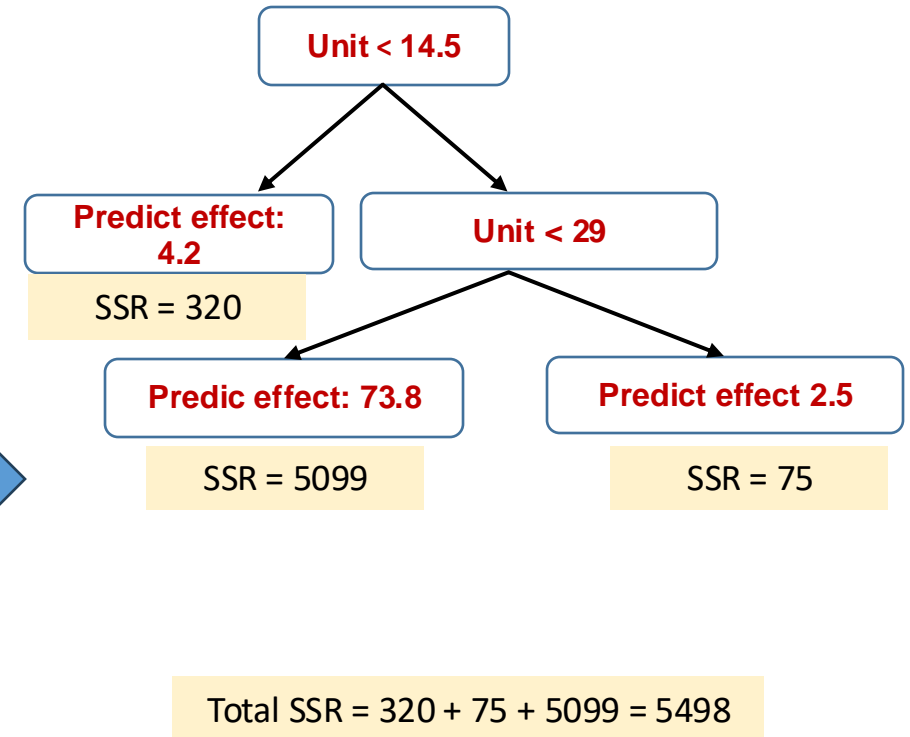 Unit < 14.5
Predict effect:
4.2
Unit < 29
SSR = 320
Predic effect: 73.8
Predict effect 2.5
SSR = 5099
SSR = 75
Total SSR = 320 + 75 + 5099 = 5498